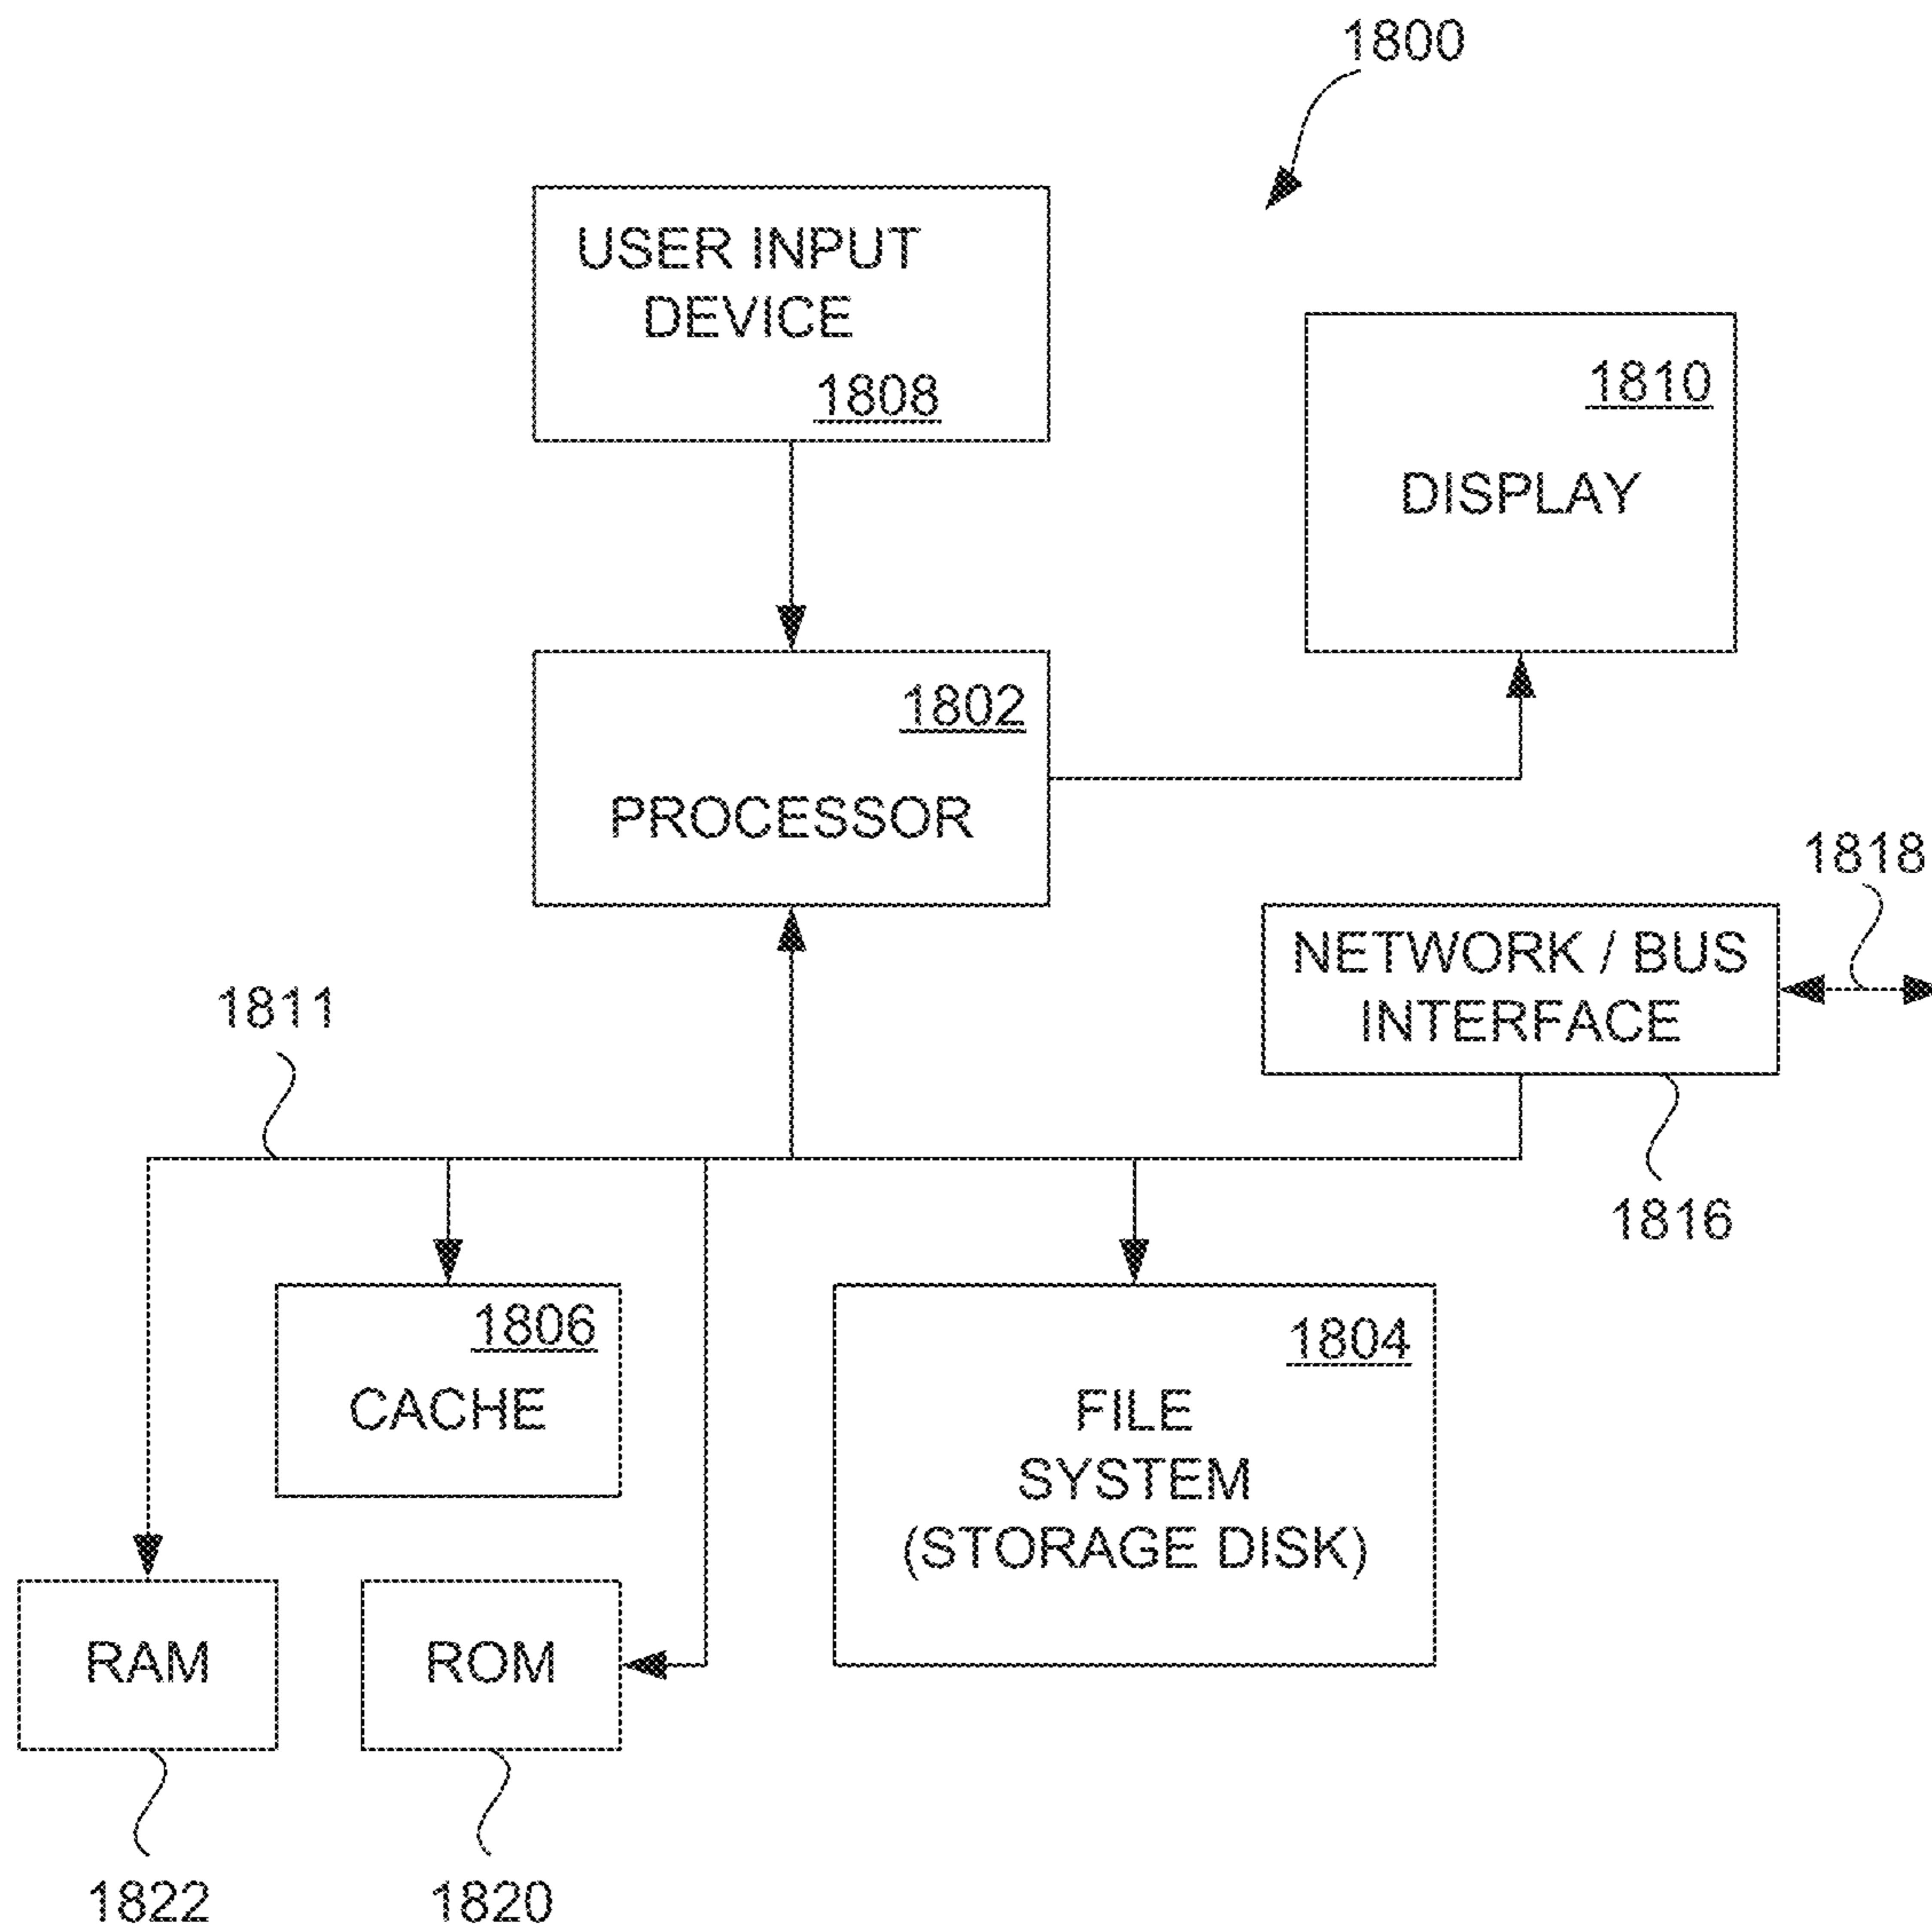 1800
USER INPUT
DEVICE
1808
1810
DISPLAY
1802
PROCESSOR
1818
NETWORK / BUS
INTERFACE
1811
1816
1806
CACHE
1804
FILE
SYSTEM
(STORAGE DISK)
RAM
ROM
1822
1820